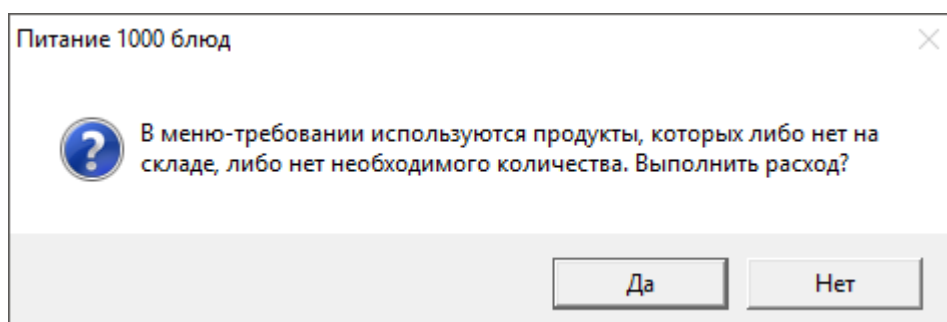 Питание 1000 блюд
В меню-требовании используются продукты, которых либо нет на
складе, либо нет необходимого количества. Выполнить расход?
Да
Нет